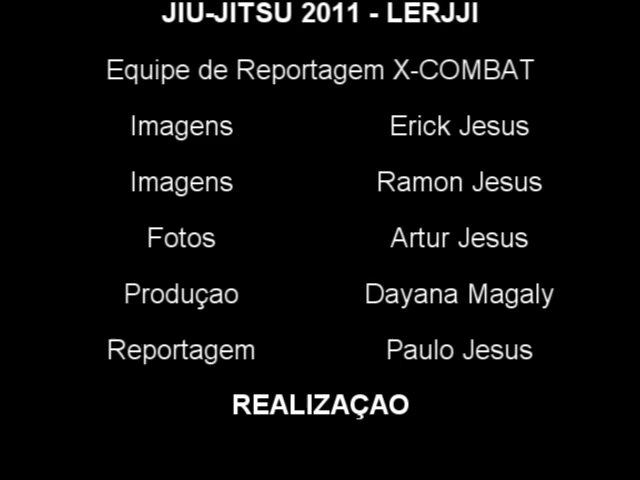 JIU-JITSU 2011 - LERJJI
Equipe de Reportagem X-COMBAT
Imagens Erick Jesus
Imagens Ramon Jesus
Fotos Artur Jesus
Produçao Dayana Magaly
Reportagem Paulo Jesus
REALIZAÇAO